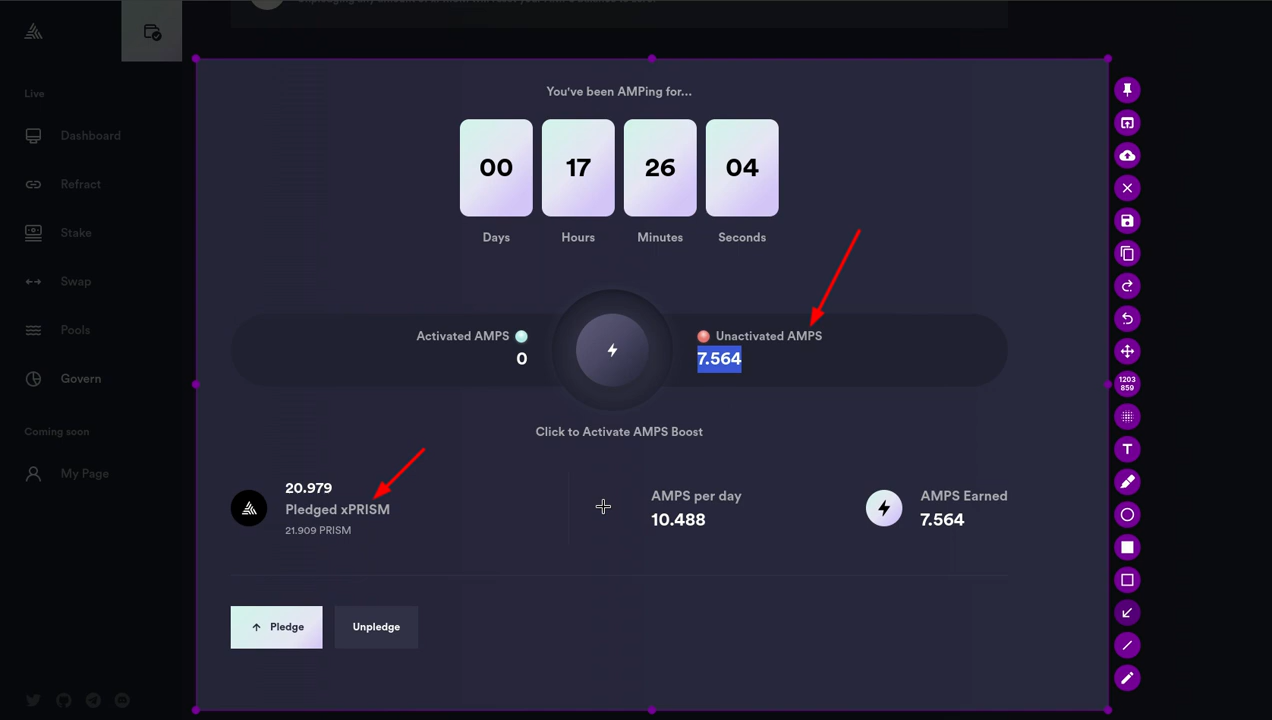 Live
Dashboard
Refract
Stake
Swap
Pools
Govern
Coming soon
My Page
You've been AMPing for...
00 17 26 04
Days Hours Minutes Seconds
Activated AMPS
0
Unactivated AMPS
7.564
Click to Activate AMPS Boost
20.979
Pledged xPRISM
21.909 PRISM
AMPS per day
10.488
AMPS Earned
7.564
Pledge
Unpledge
1203
859
T